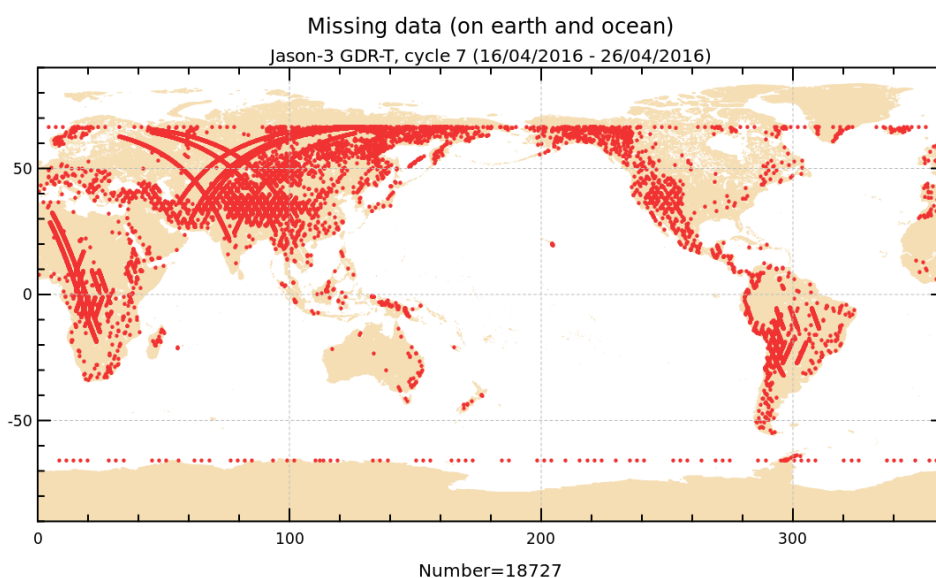 Missing data (on earth and ocean)
Jason-3 GDR-T, cycle 7 (16/04/2016 - 26/04/2016)
50
0
-50
0 100 200 300
Number=18727